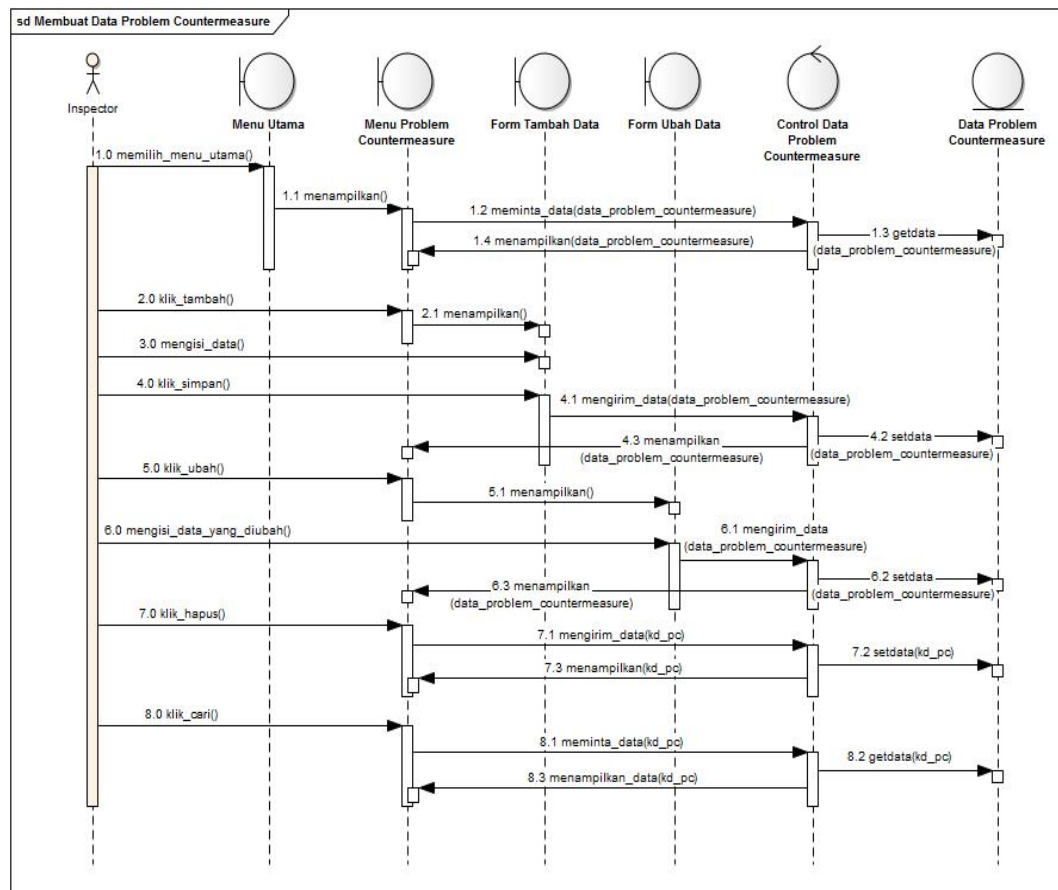 sd Membuat Data Problem Countermeasure
Inspector
Menu Utama
Menu Problem
Countermeasure
Form Tambah Data
Form Ubah Data
Control Data
Problem
Countermeasure
Data Problem
Countermeasure
1.0 memilih_menu_utama()
1.1 menampilkan()
1.2 meminta_data(data_problem_countermeasure)
1.3 getdata
(data_problem_countermeasure)
1.4 menampilkan(data_problem_countermeasure)
2.0 klik_tambah()
2.1 menampilkan()
3.0 mengisi_data()
4.0 klik_simpan()
4.1 mengirim_data(data_problem_countermeasure)
4.2 setdata
(data_problem_countermeasure)
4.3 menampilkan
(data_problem_countermeasure)
5.0 klik_ubah()
5.1 menampilkan()
6.0 mengisi_data_yang_diubah()
6.1 mengirim_data
(data_problem_countermeasure)
6.2 setdata
(data_problem_countermeasure)
6.3 menampilkan
(data_problem_countermeasure)
7.0 klik_hapus()
7.1 mengirim_data(kd_pc)
7.2 setdata(kd_pc)
7.3 menampilkan(kd_pc)
8.0 klik_cari()
8.1 meminta_data(kd_pc)
8.2 getdata(kd_pc)
8.3 menampilkan_data(kd_pc)